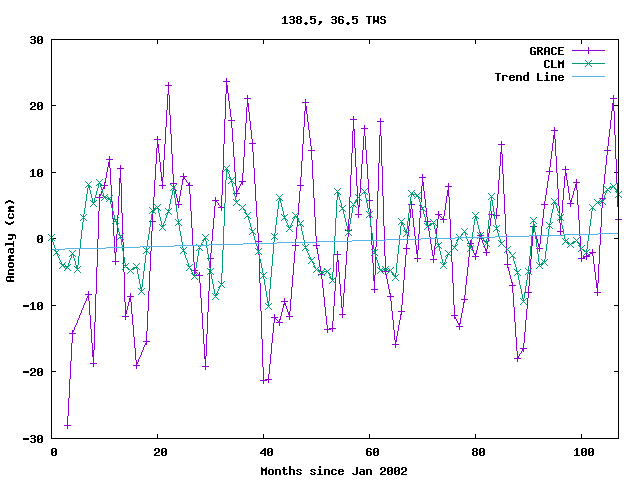 138.5, 36.5 TWS
GRACE
CLM
Trend Line
30
20
10
0
-10
-20
-30
Anomaly (cm)
0 20 40 60 80 100
Months since Jan 2002